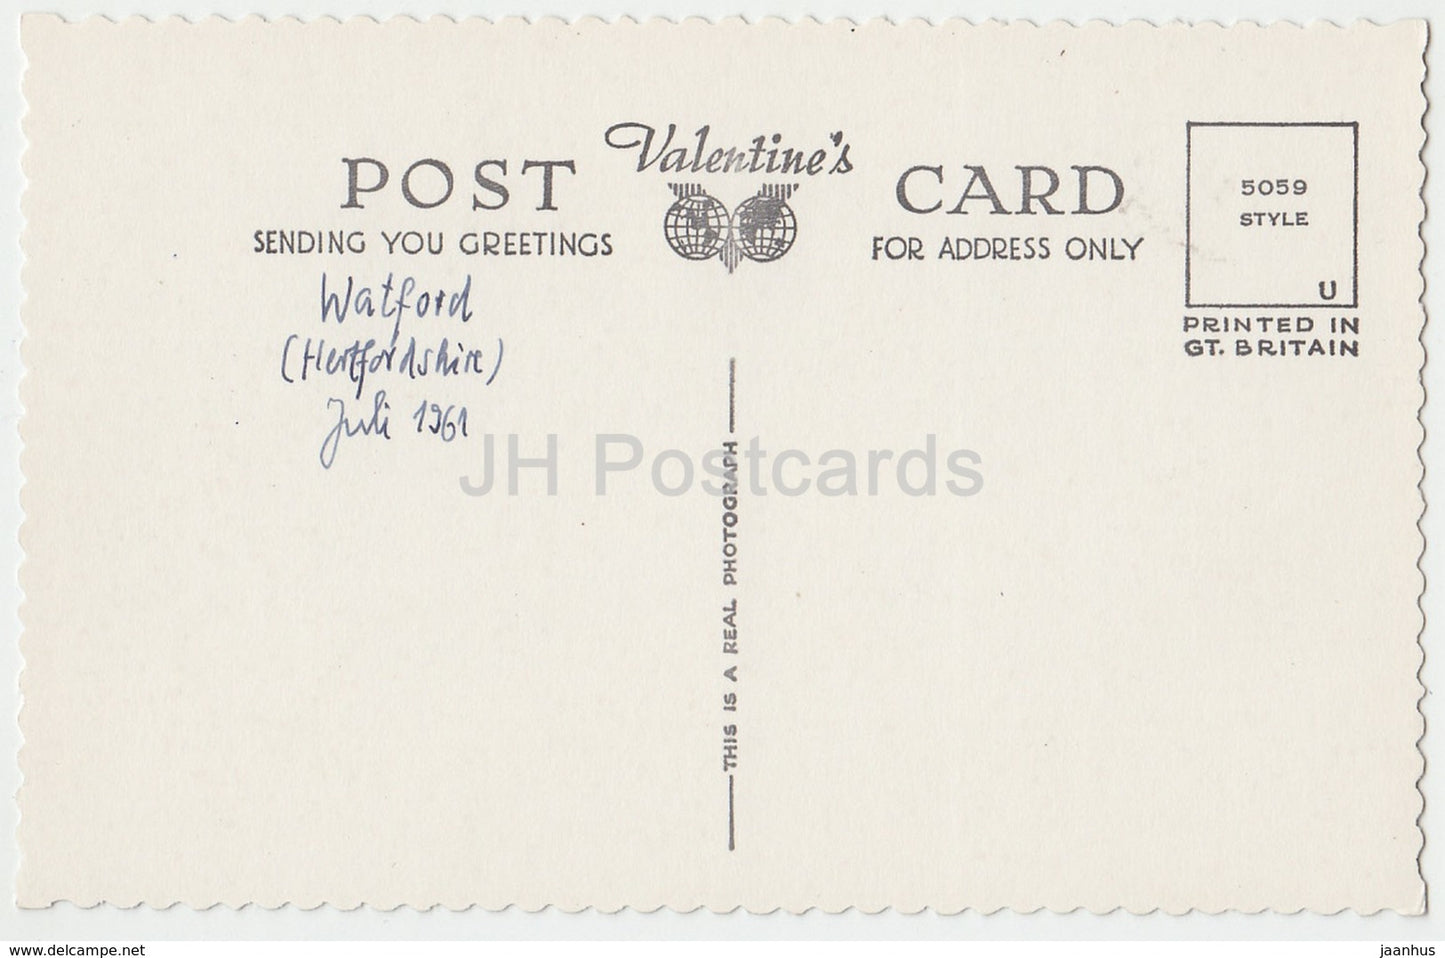 POST Valentine's CARD
SENDING YOU GREETINGS
FOR ADDRESS ONLY
5059
STYLE
U
PRINTED IN
GT. BRITAIN
Watford
(Hertfordshire)
Juli 1961
THIS IS A REAL PHOTOGRAPH
JH Postcards
www.delcampe.net
jaanhus